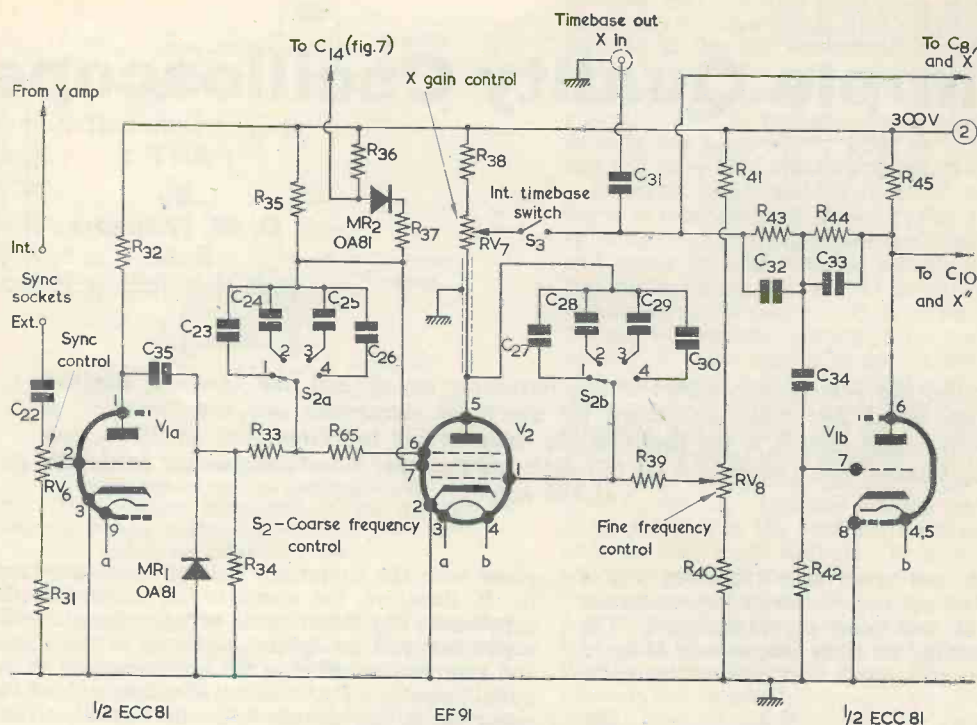 Timebase out
X in
To C14 (fig.7)
To C8,
and X'
X gain control
From Y amp
300V
2
R36
R38
R41
R45
R35
C31
Int. timebase
switch
MR2
OA81
R37
RV7
S3
R43
R44
Int.
R32
C32
C33
To C10
and X"
Sync
sockets
C24
C25
C28
C29
C23
C26
C27
C30
Ext.
2
3
2
3
Sync
control
C35
1
4
1
4
S2a
S2b
C34
C22
1
V1a
5
V2
6
V1b
R33
R65
6
7
1
R39
7
2
RV8
RV6
3
9
2
3
4
8
4,5
S2-Coarse frequency
control
Fine frequency
control
a
a
b
b
MR1
OA81
R34
R40
R42
R31
1/2 ECC81
EF91
1/2 ECC81